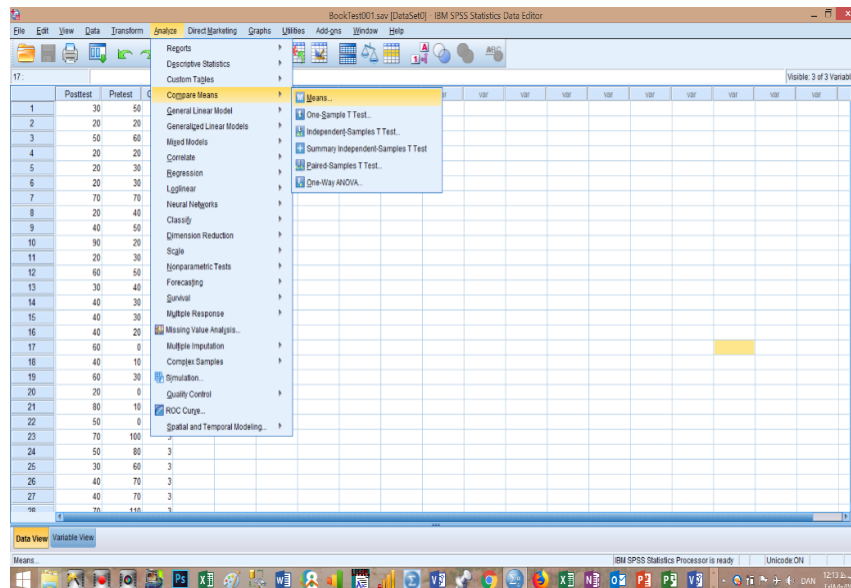 BookTest001.sav [DataSet0] - IBM SPSS Statistics Data Editor
File Edit View Data Transform Analyze Direct Marketing Graphs Utilities Add-ons Window Help
17 :
Visible: 3 of 3 Variabl
Posttest Pretest var var var var var var var var var
1 30 50
2 20 20
3 50 60
4 20 20
5 20 30
6 20 30
7 70 70
8 20 40
9 40 50
10 90 20
11 20 30
12 60 50
13 30 40
14 40 30
15 40 30
16 40 20
17 60 0
18 40 10
19 60 30
20 20 0
21 80 10
22 50 0
23 70 100 3
24 50 80 3
25 30 60 3
26 40 70 3
27 40 70 3
28 70 110 3
Reports
Descriptive Statistics
Custom Tables
Compare Means
General Linear Model
Generalized Linear Models
Mixed Models
Correlate
Regression
Loglinear
Neural Networks
Classify
Dimension Reduction
Scale
Nonparametric Tests
Forecasting
Survival
Multiple Response
Missing Value Analysis...
Multiple Imputation
Complex Samples
Simulation...
Quality Control
ROC Curve...
Spatial and Temporal Modeling...
Means...
One-Sample T Test...
Independent-Samples T Test...
Summary Independent-Samples T Test
Paired-Samples T Test...
One-Way ANOVA...
Data View Variable View
Means...
IBM SPSS Statistics Processor is ready
Unicode:ON
DAN